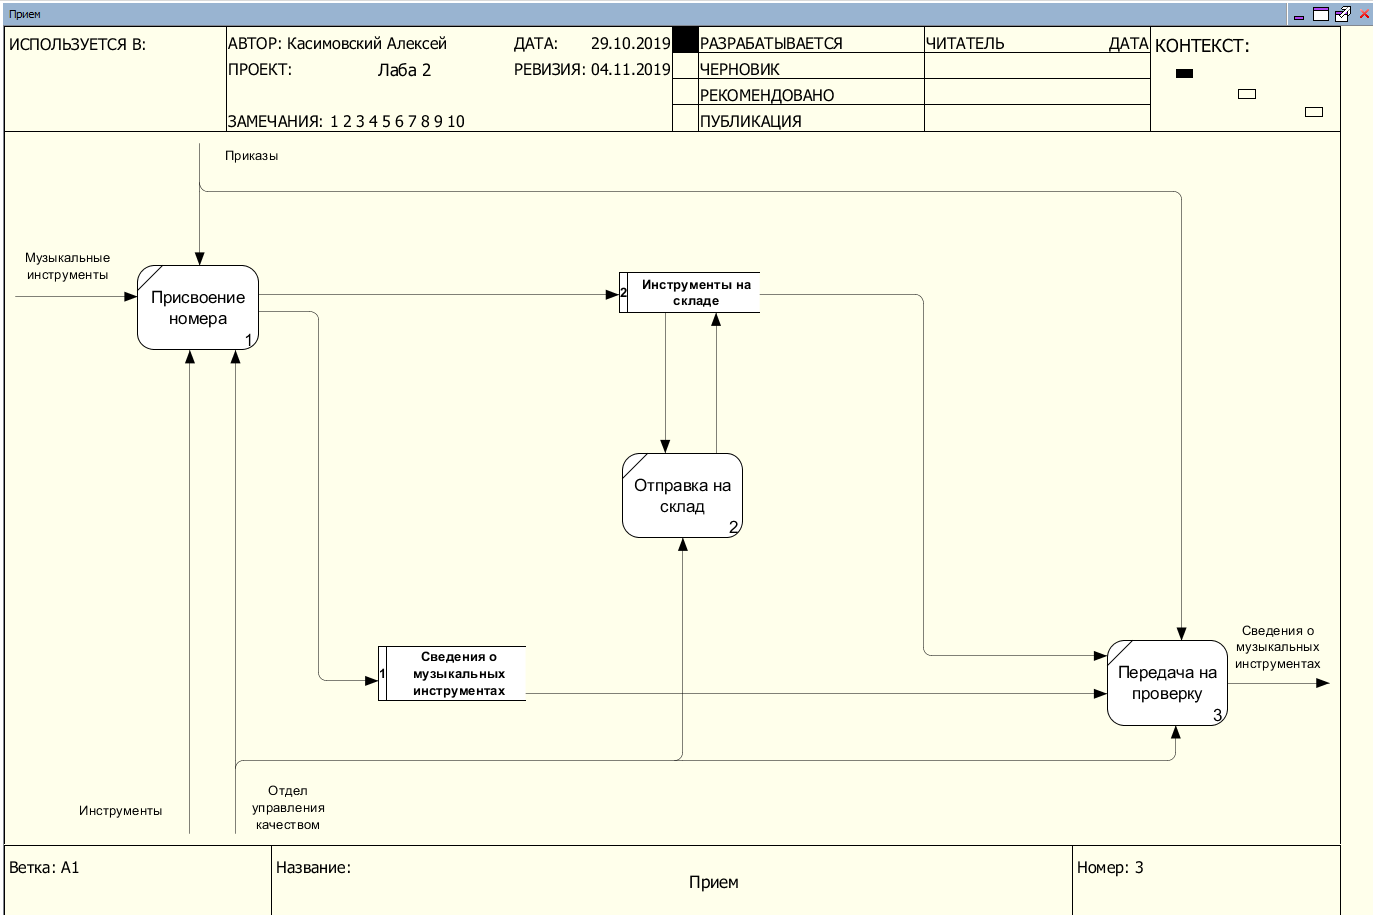 Прием
ИСПОЛЬЗУЕТСЯ В:
АВТОР: Касимовский Алексей
ДАТА: 29.10.2019
ПРОЕКТ: Лаба 2
РЕВИЗИЯ: 04.11.2019
ЗАМЕЧАНИЯ: 1 2 3 4 5 6 7 8 9 10
РАЗРАБАТЫВАЕТСЯ
ЧЕРНОВИК
РЕКОМЕНДОВАНО
ПУБЛИКАЦИЯ
ЧИТАТЕЛЬ ДАТА
КОНТЕКСТ:
Приказы
Музыкальные
инструменты
Присвоение
номера
1
2
Инструменты на
складе
Отправка на
склад
2
1
Сведения о
музыкальных
инструментах
Передача на
проверку
3
Сведения о
музыкальных
инструментах
Инструменты
Отдел
управления
качеством
Ветка: A1
Название:
Прием
Номер: 3